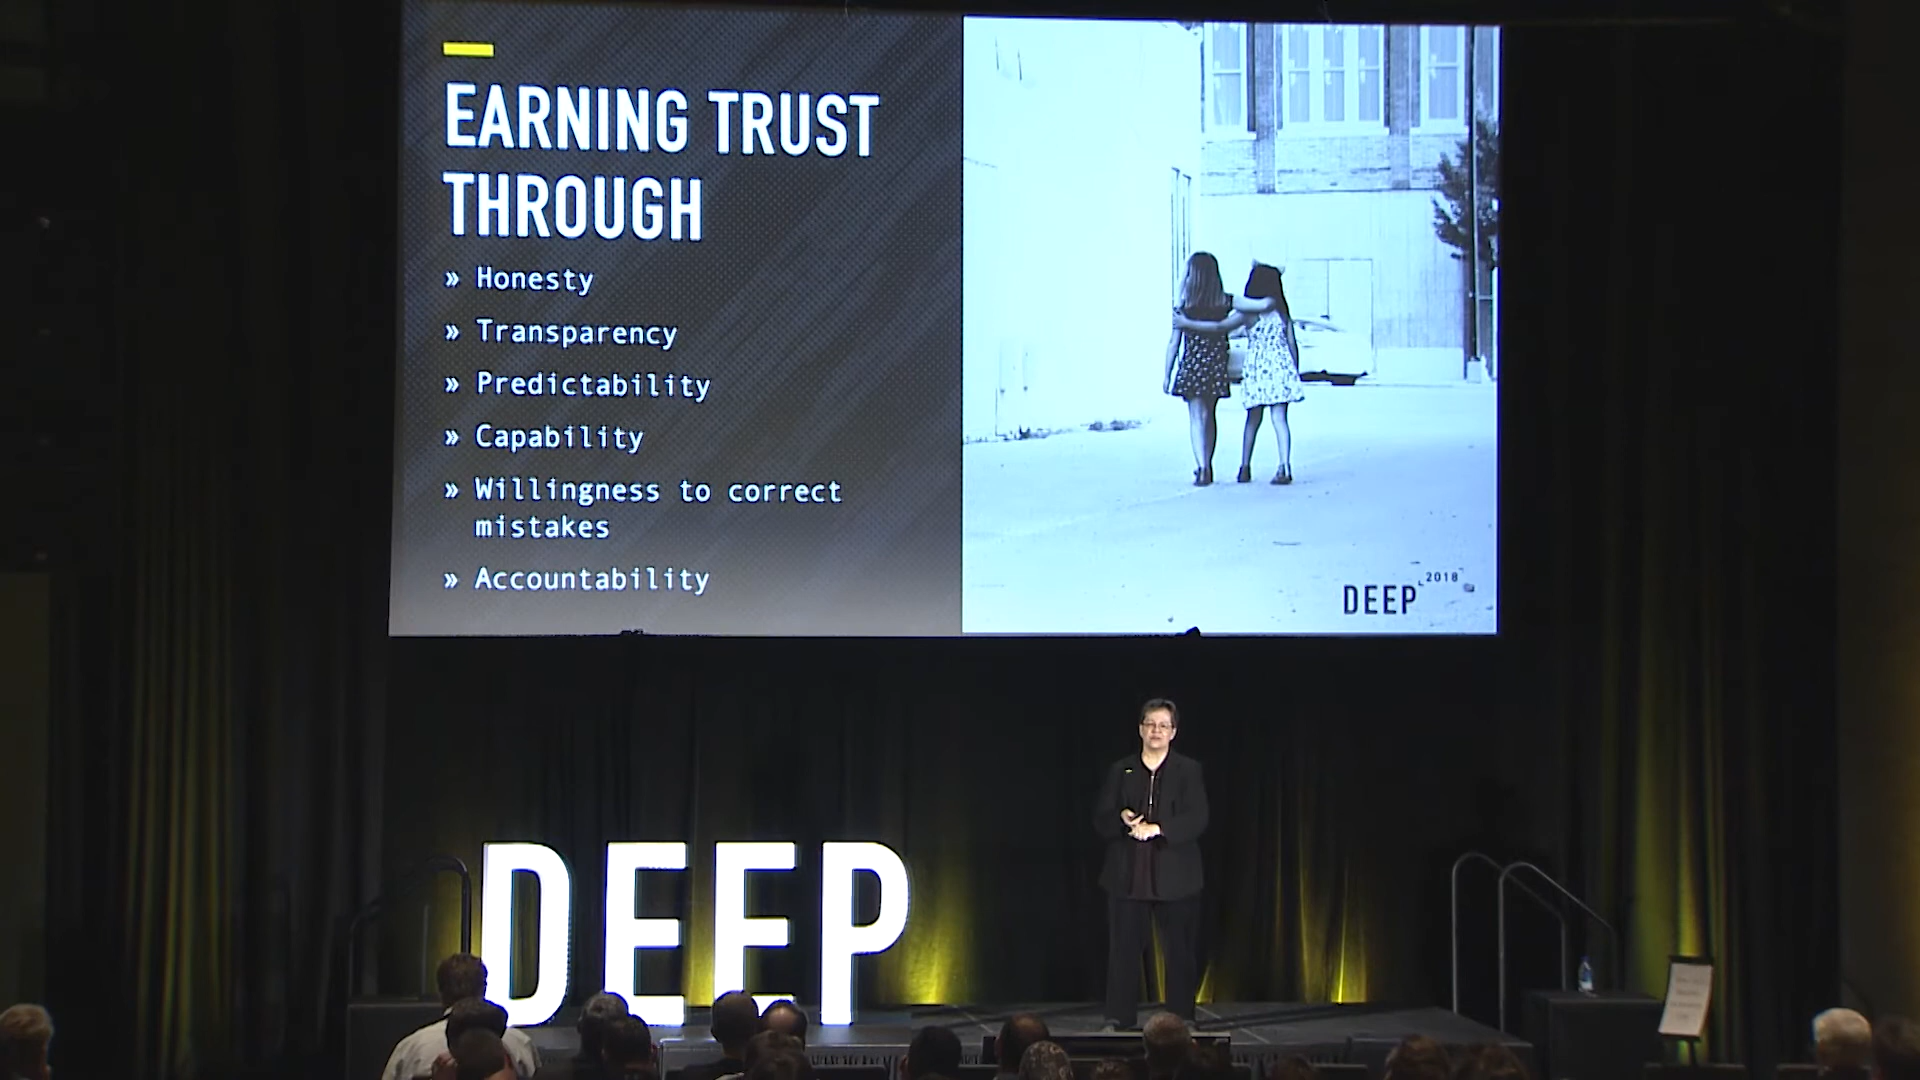 EARNING TRUST
THROUGH
» Honesty
» Transparency
» Predictability
» Capability
» Willingness to correct
mistakes
» Accountability
DEEP 2018
DEEP